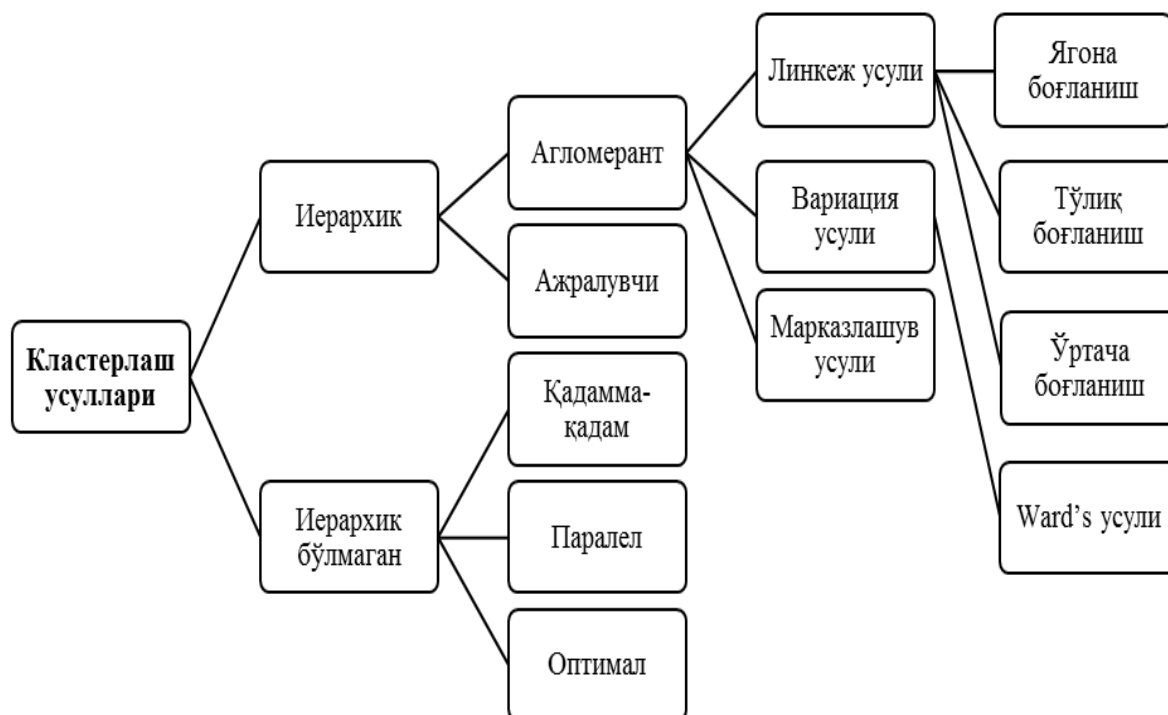 Кластерлаш
усуллари
Иерархик
Иерархик
бўлмаган
Агломерант
Ажралувчи
Қадамма-
қадам
Паралел
Оптимал
Линкеж усули
Вариация
усули
Марказлашув
усули
Ягона
боғланиш
Тўлиқ
боғланиш
Ўртача
боғланиш
Ward’s усули